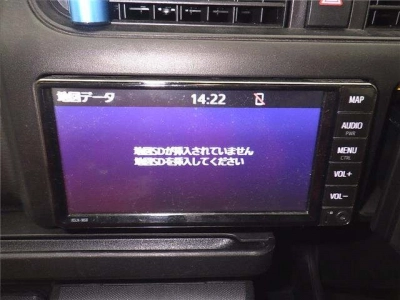 地図データ 14:22
地図SDが挿入されていません
地図SDを挿入してください
MAP
AUDIO
PWR
MENU
CTRL
VOL+
VOL-